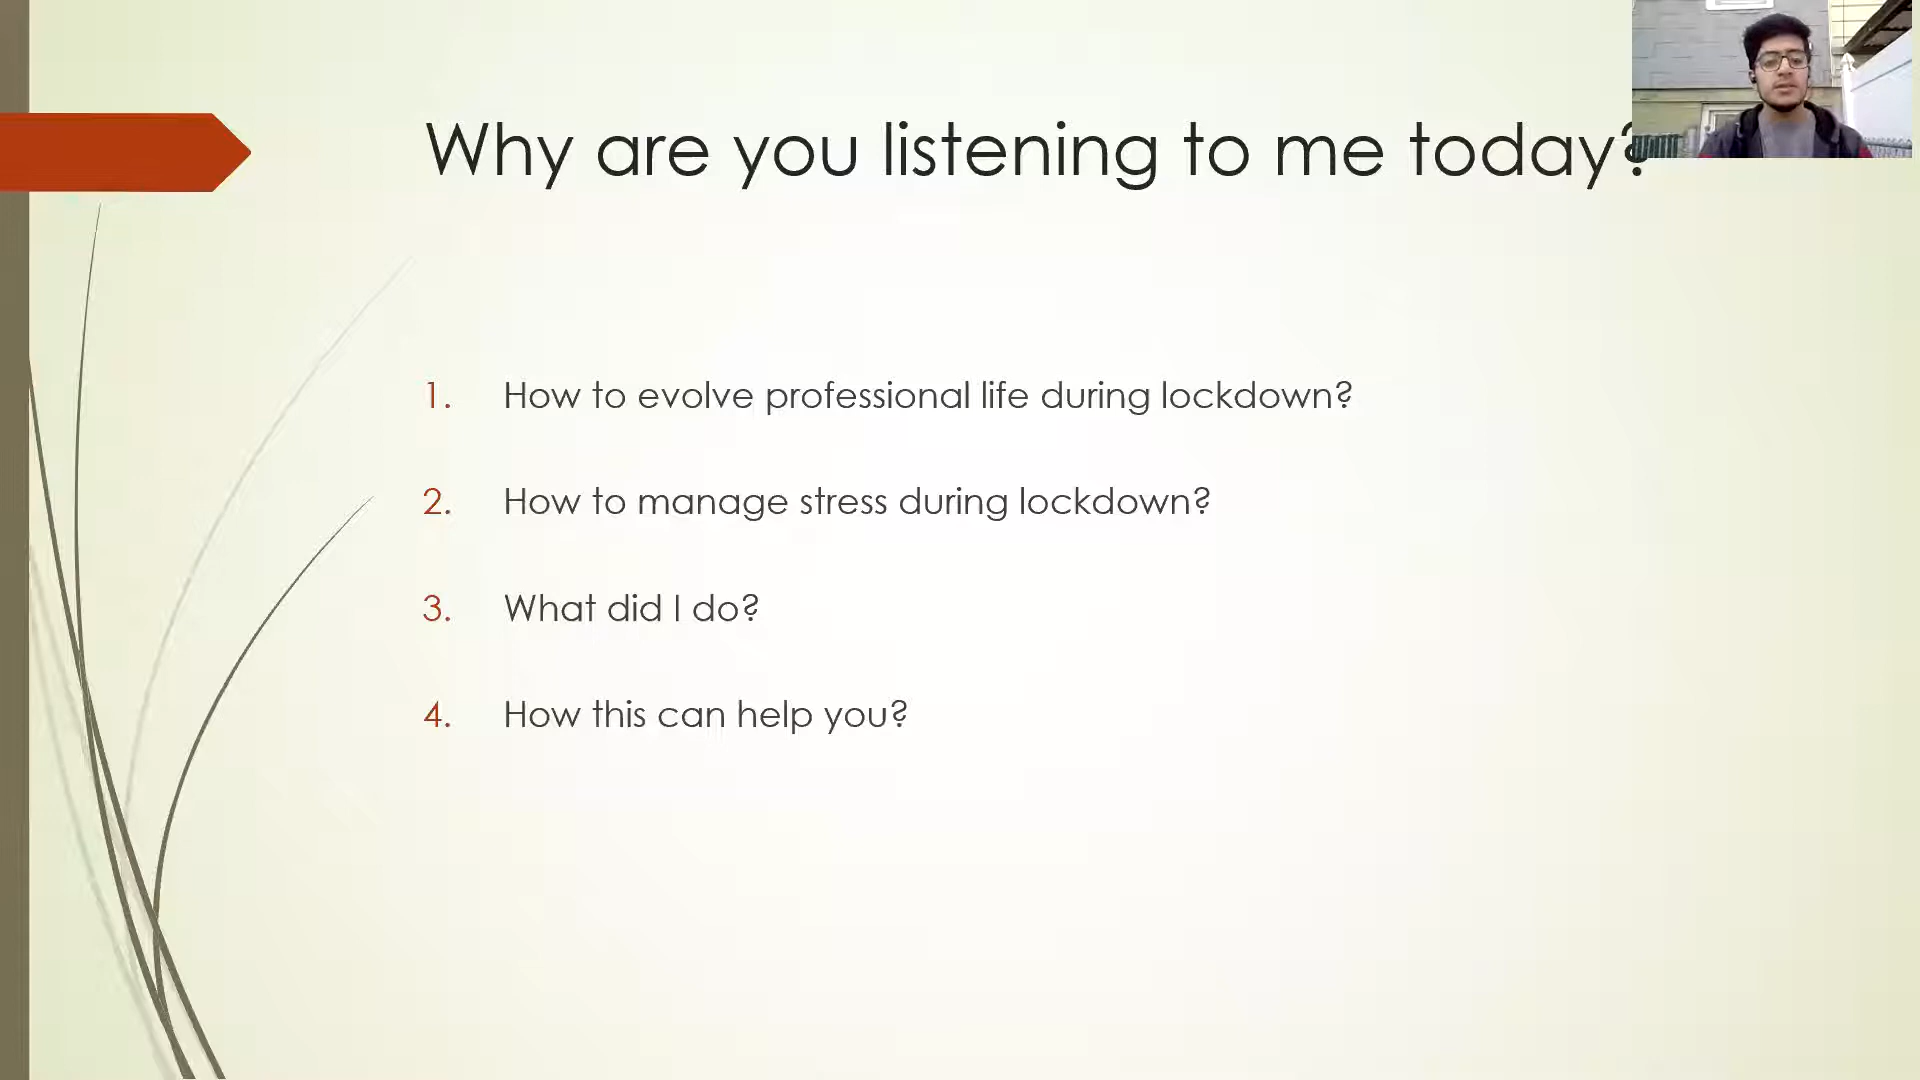 Why are you listening to me today?
1. How to evolve professional life during lockdown?
2. How to manage stress during lockdown?
3. What did I do?
4. How this can help you?